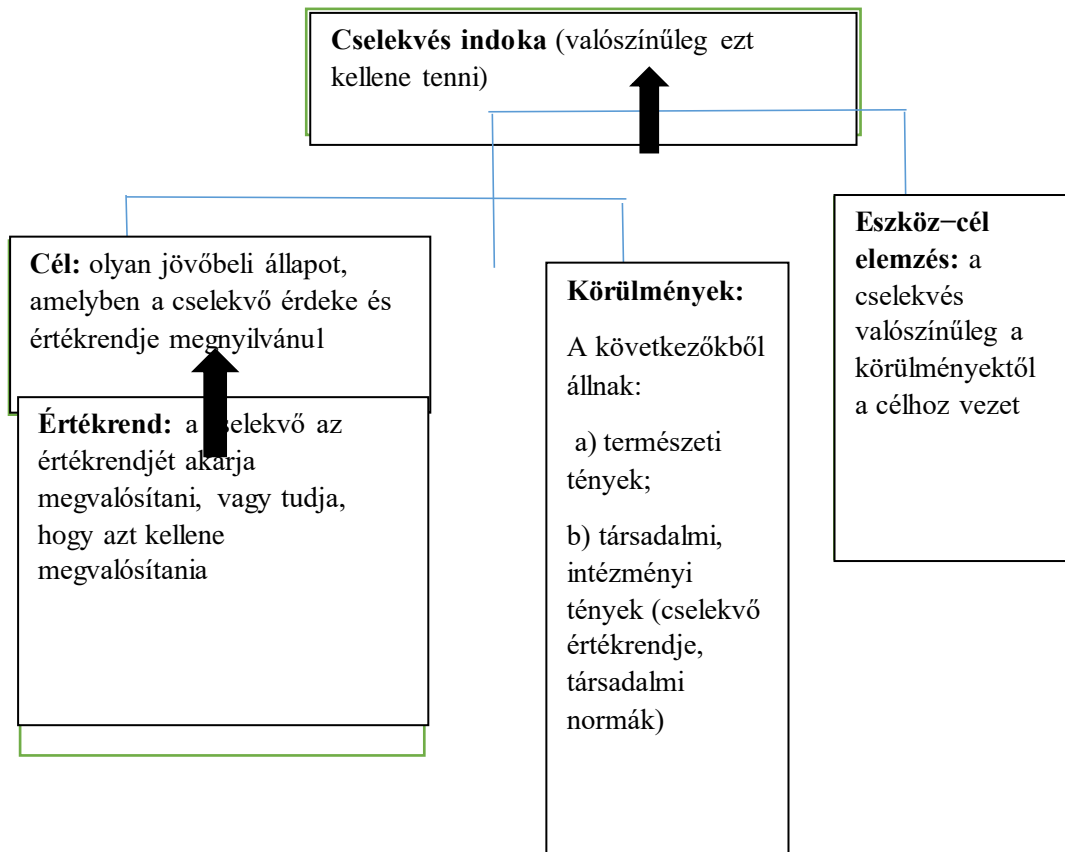 Cselekvés indoka (valószínűleg ezt
kellene tenni)
Cél: olyan jövőbeli állapot,
amelyben a cselekvő érdeke és
értékrendje megnyilvánul
Értékrend: a cselekvő az
értékrendjét akarja
megvalósítani, vagy tudja,
hogy azt kellene
megvalósítania
Körülmények:
A következőkből
állnak:
a) természeti
tények;
b) társadalmi,
intézményi
tények (cselekvő
értékrendje,
társadalmi
normák)
Eszköz−cél
elemzés: a
cselekvés
valószínűleg a
körülményektől
a célhoz vezet